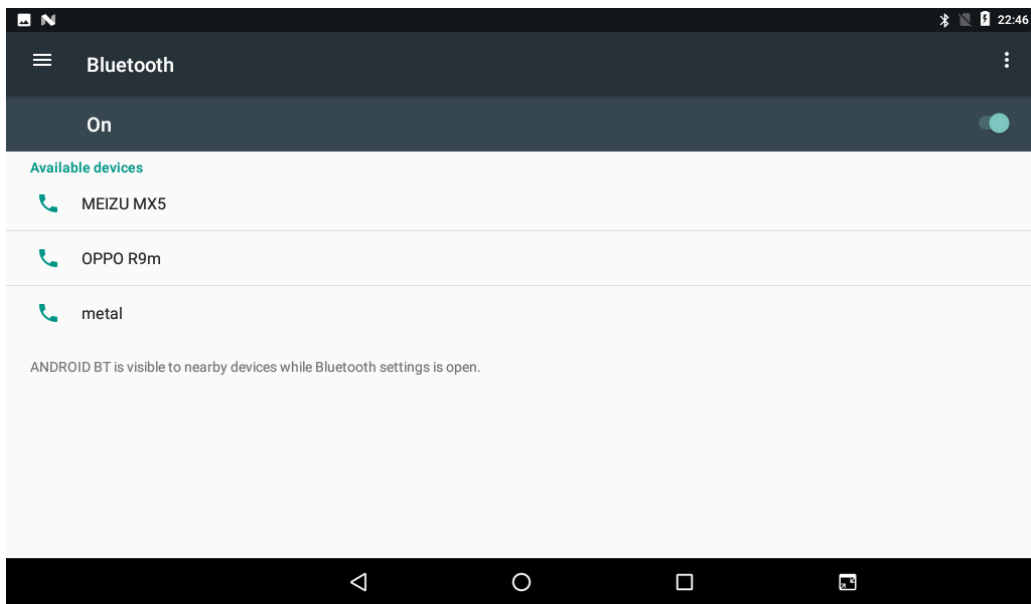 22:46
Bluetooth
On
Available devices
MEIZU MX5
OPPO R9m
metal
ANDROID BT is visible to nearby devices while Bluetooth settings is open.